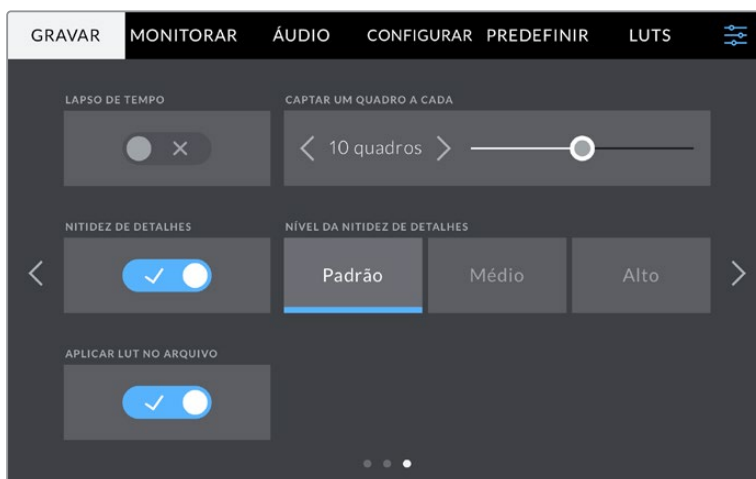 GRAVAR MONITORAR ÁUDIO CONFIGURAR PREDEFINIR LUTS
LAPSO DE TEMPO CAPTAR UM QUADRO A CADA
10 quadros
NITIDEZ DE DETALHES NÍVEL DA NITIDEZ DE DETALHES
Padrão Médio Alto
APLICAR LUT NO ARQUIVO